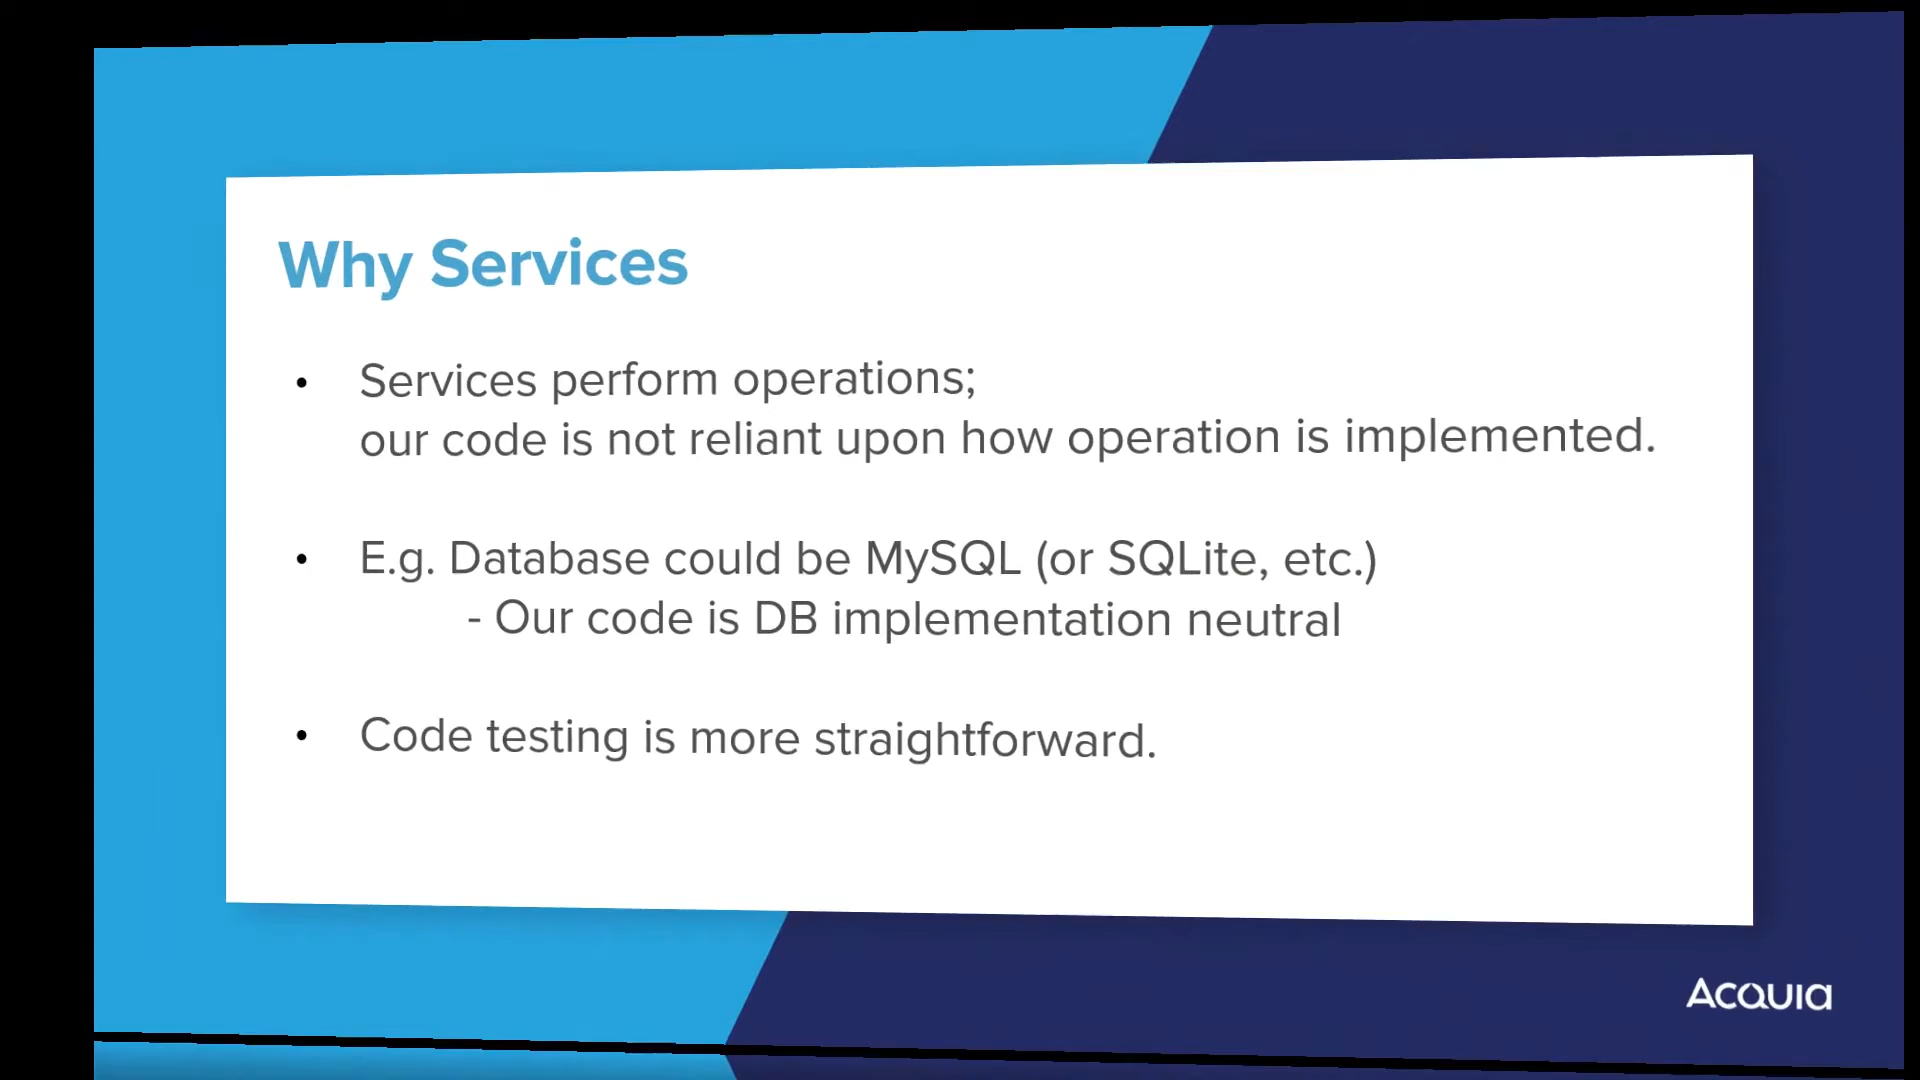 Why Services
• Services perform operations;
our code is not reliant upon how operation is implemented.
• E.g. Database could be MySQL (or SQLite, etc.)
- Our code is DB implementation neutral
• Code testing is more straightforward.
Acquia